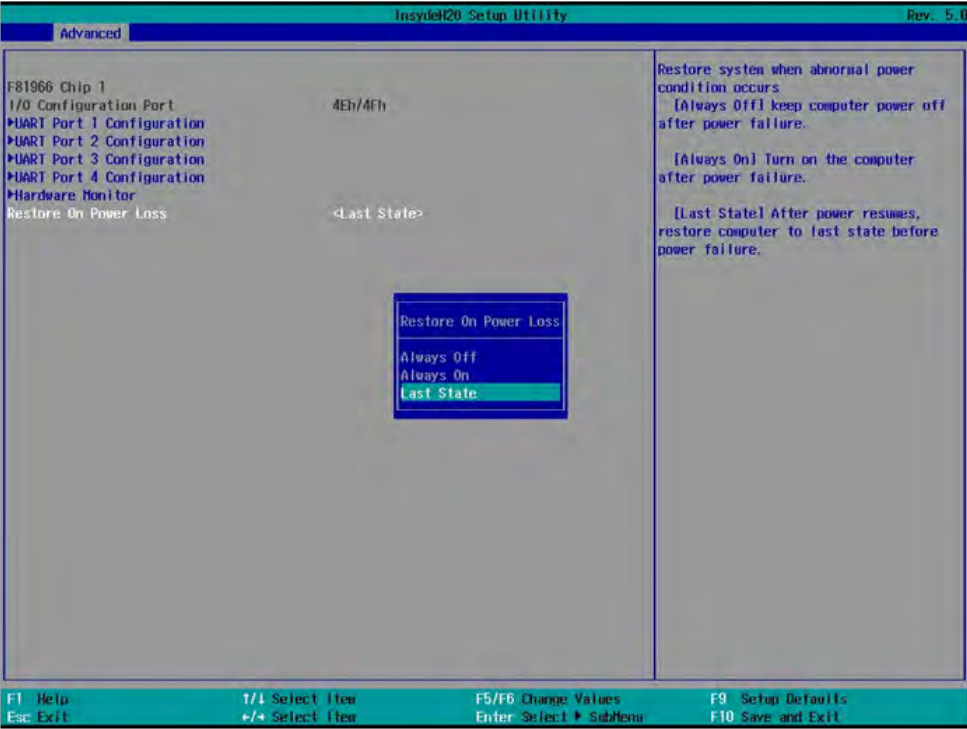 InsydeH20 Setup Utility Rev. 5.0
Advanced
F81966 Chip 1
I/O Configuration Port 4Eh/4Fh
▶UART Port 1 Configuration
▶UART Port 2 Configuration
▶UART Port 3 Configuration
▶UART Port 4 Configuration
▶Hardware Monitor
Restore On Power Loss <Last State>
Restore On Power Loss
Always Off
Always On
Last State
Restore system when abnormal power
condition occurs
[Always Off] keep computer power off
after power failure.
[Always On] Turn on the computer
after power failure.
[Last State] After power resumes,
restore computer to last state before
power failure.
F1 Help ↑/↓ Select Item F5/F6 Change Values F9 Setup Defaults
Esc Exit ←/→ Select Item Enter Select ▶ SubMenu F10 Save and Exit